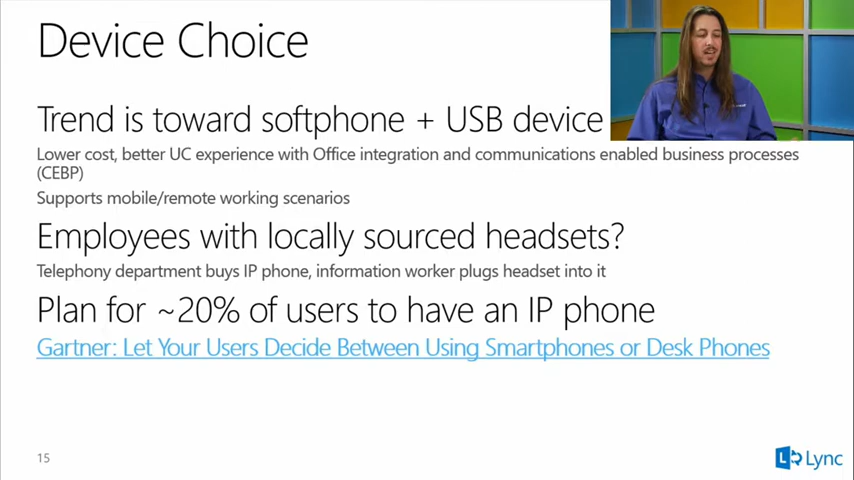 Device Choice
Trend is toward softphone + USB device
Lower cost, better UC experience with Office integration and communications enabled business processes
(CEBP)
Supports mobile/remote working scenarios
Employees with locally sourced headsets?
Telephony department buys IP phone, information worker plugs headset into it
Plan for ~20% of users to have an IP phone
Gartner: Let Your Users Decide Between Using Smartphones or Desk Phones
15
Lync